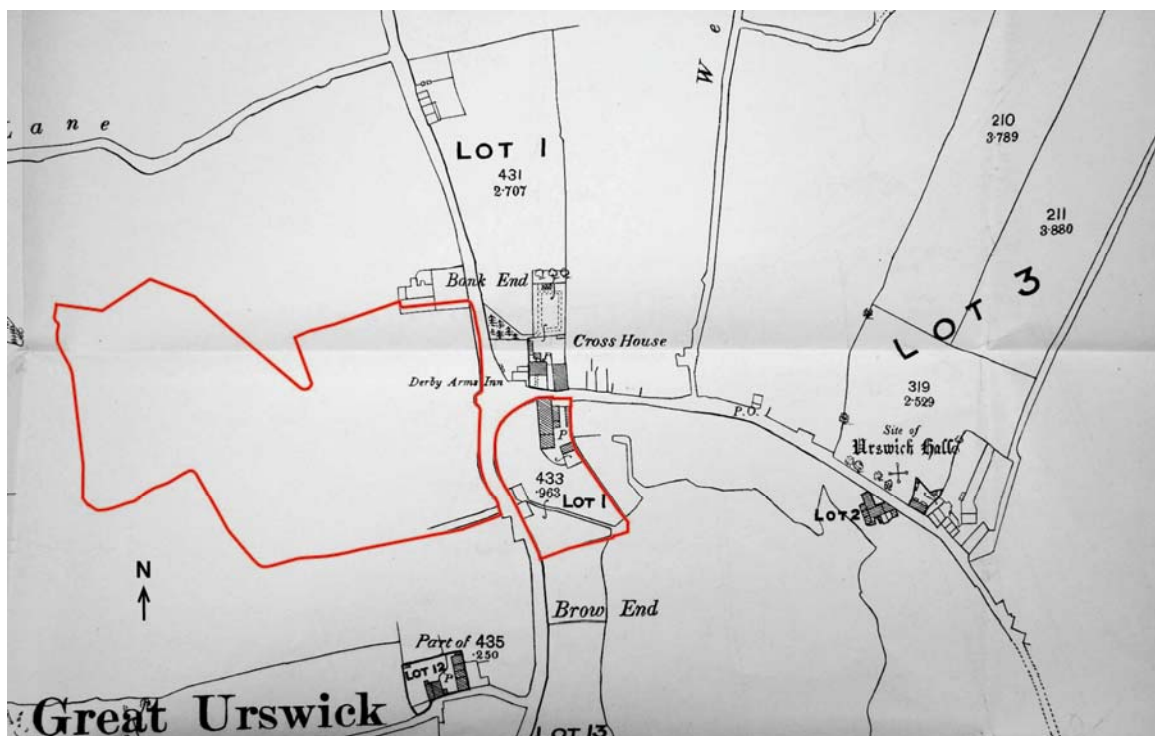 Lane
We
210
3·789
LOT 1
431
2·707
211
3·880
LOT 3
Bank End
Cross House
Derby Arms Inn
319
2·529
P.O.
Site of
Urswick Hall
P
433
·963
LOT 1
LOT 2
N
Brow End
Part of 435
·250
LOT 12
P
Great Urswick
LOT 13